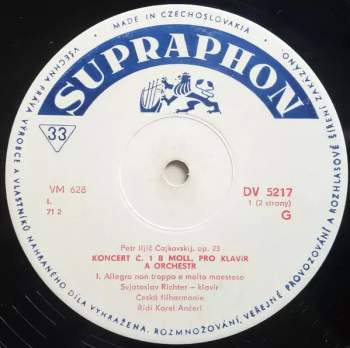 MADE IN CZECHOSLOVAKIA
VŠECHNA PRÁVA VÝROBCE A VLASTNÍKŮ NAHRANÉHO DÍLA VYHRAZENA. ROZMNOŽOVÁNÍ, VEŘEJNÉ PROVOZOVÁNÍ A ROZHLASOVÉ ŠÍŘENÍ ZAKÁZÁNO
SUPRAPHON
33
VM 628
I.
71 2
DV 5217
1 (2 strany)
G
Petr Iljič Čajkovskij, op. 23
KONCERT Č. 1 B MOLL, PRO KLAVÍR
A ORCHESTR
I. Allegro non troppo e molto maestoso
Svjatoslav Richter - klavír
Česká filharmonie
Řídí Karel Ančerl